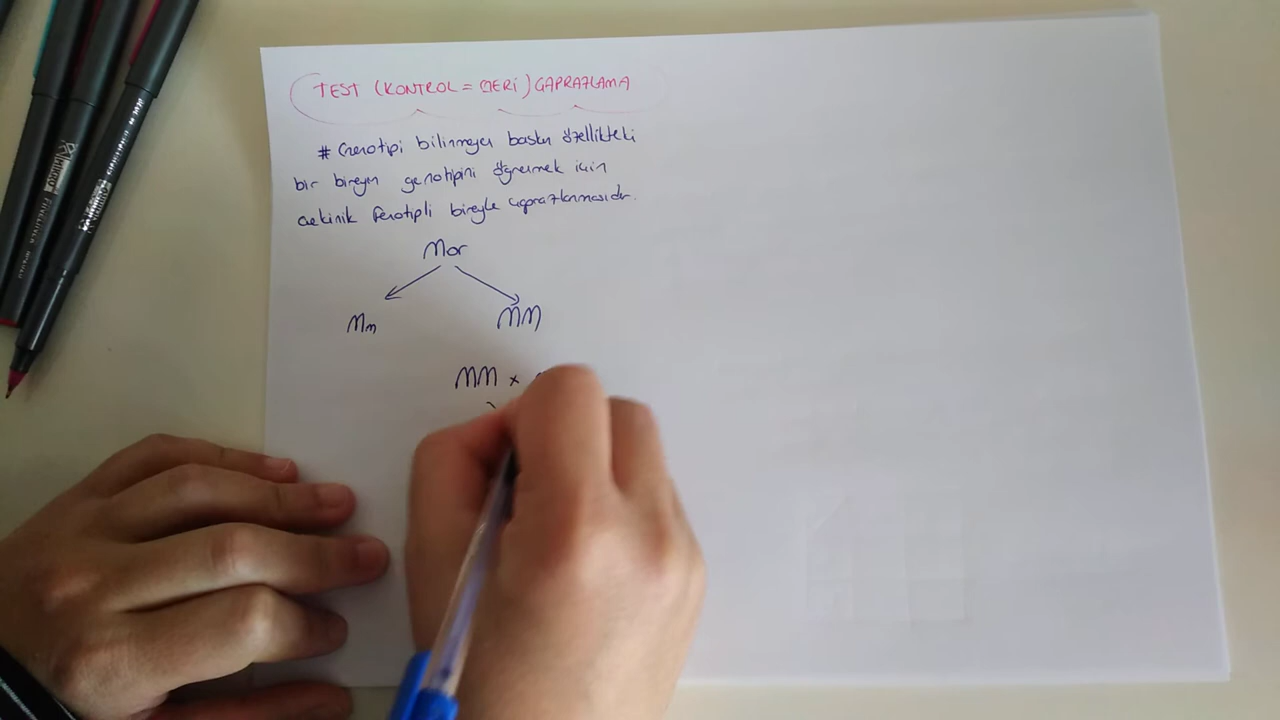 TEST (KONTROL = GERİ) ÇAPRAZLAMA
# Genotipi bilinmeyen baskın özellikteki
bir bireyin genotipini öğrenmek için
çekinik fenotipli bireyle çaprazlanmasıdır.
Mor
Mm MM
MM x